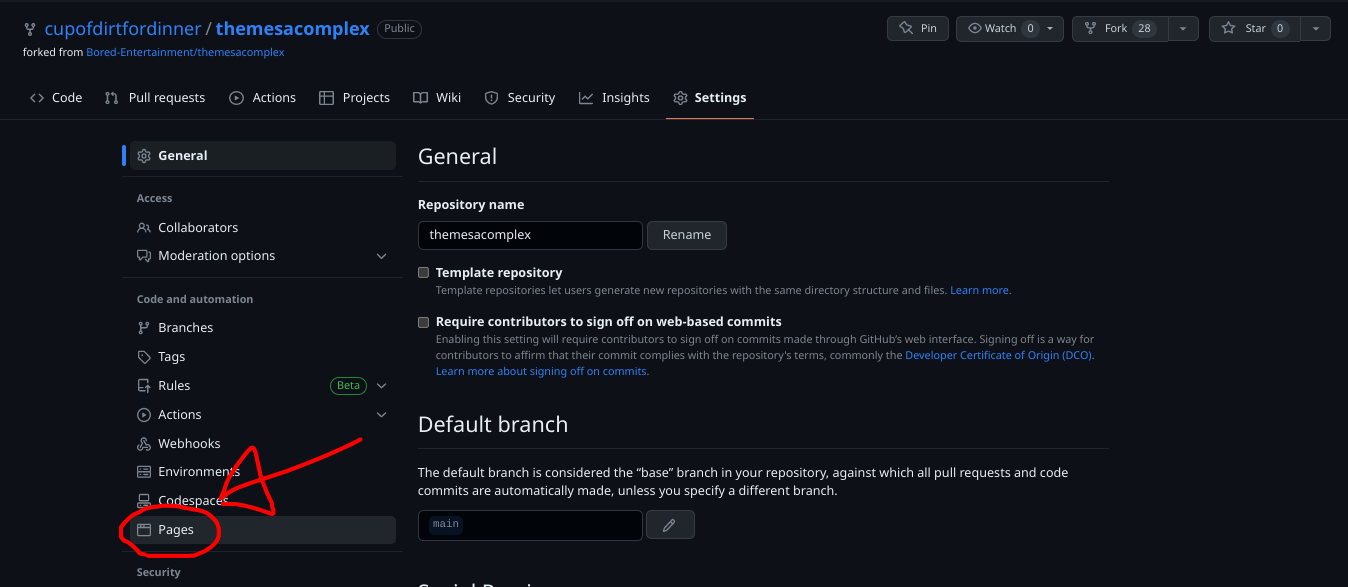 cupofdirtfordinner / themesacomplex Public
Pin
Watch 0
Fork 28
Star 0
forked from Bored-Entertainment/themesacomplex
Code
Pull requests
Actions
Projects
Wiki
Security
Insights
Settings
General
Access
Collaborators
Moderation options
Code and automation
Branches
Tags
Rules Beta
Actions
Webhooks
Environments
Codespaces
Pages
Security
General
Repository name
themesacomplex Rename
Template repository
Template repositories let users generate new repositories with the same directory structure and files. Learn more.
Require contributors to sign off on web-based commits
Enabling this setting will require contributors to sign off on commits made through GitHub's web interface. Signing off is a way for
contributors to affirm that their commit complies with the repository's terms, commonly the Developer Certificate of Origin (DCO).
Learn more about signing off on commits.
Default branch
The default branch is considered the “base” branch in your repository, against which all pull requests and code
commits are automatically made, unless you specify a different branch.
main